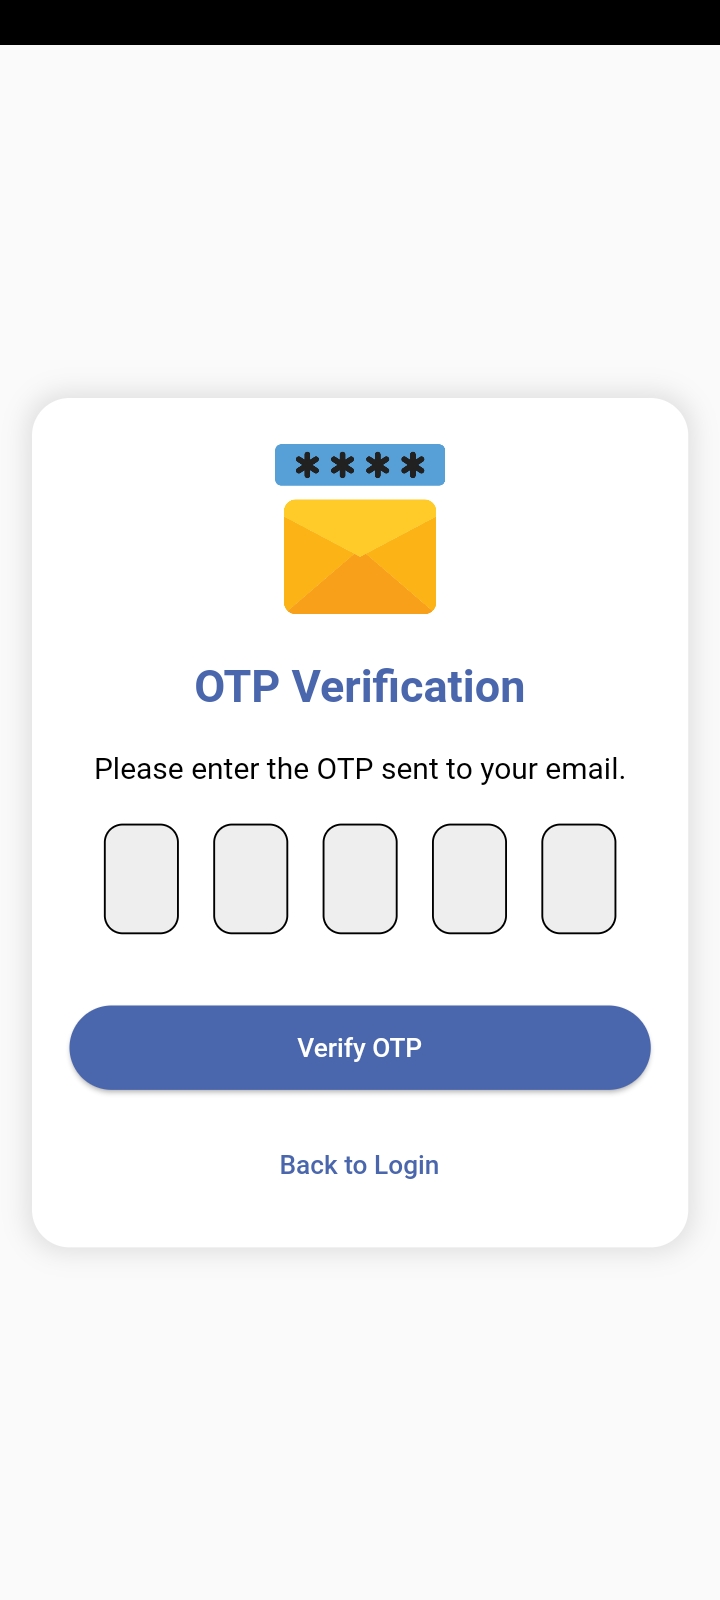 ****
OTP Verification
Please enter the OTP sent to your email.
Verify OTP
Back to Login